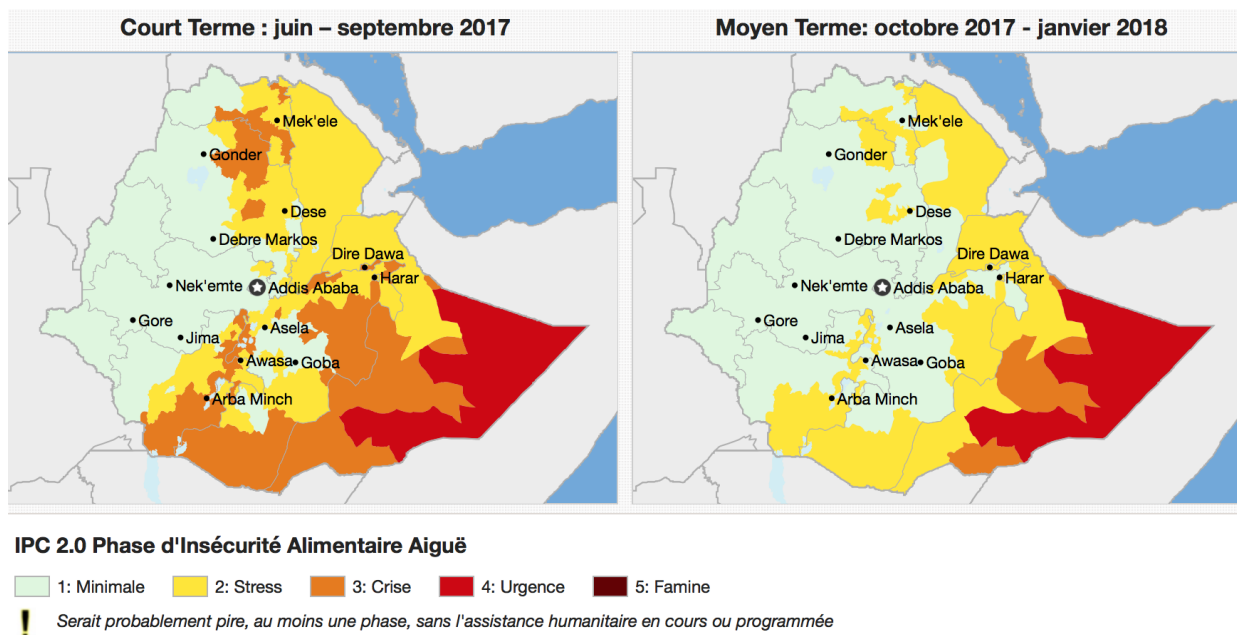 Court Terme : juin – septembre 2017
Moyen Terme: octobre 2017 - janvier 2018
Mek'ele
Gonder
Dese
Debre Markos
Dire Dawa
Harar
Nek'emte
Addis Ababa
Gore
Jima
Asela
Awasa
Goba
Arba Minch
Mek'ele
Gonder
Dese
Debre Markos
Dire Dawa
Harar
Nek'emte
Addis Ababa
Gore
Jima
Asela
Awasa
Goba
Arba Minch
IPC 2.0 Phase d'Insécurité Alimentaire Aiguë
1: Minimale 2: Stress 3: Crise 4: Urgence 5: Famine
! Serait probablement pire, au moins une phase, sans l'assistance humanitaire en cours ou programmée